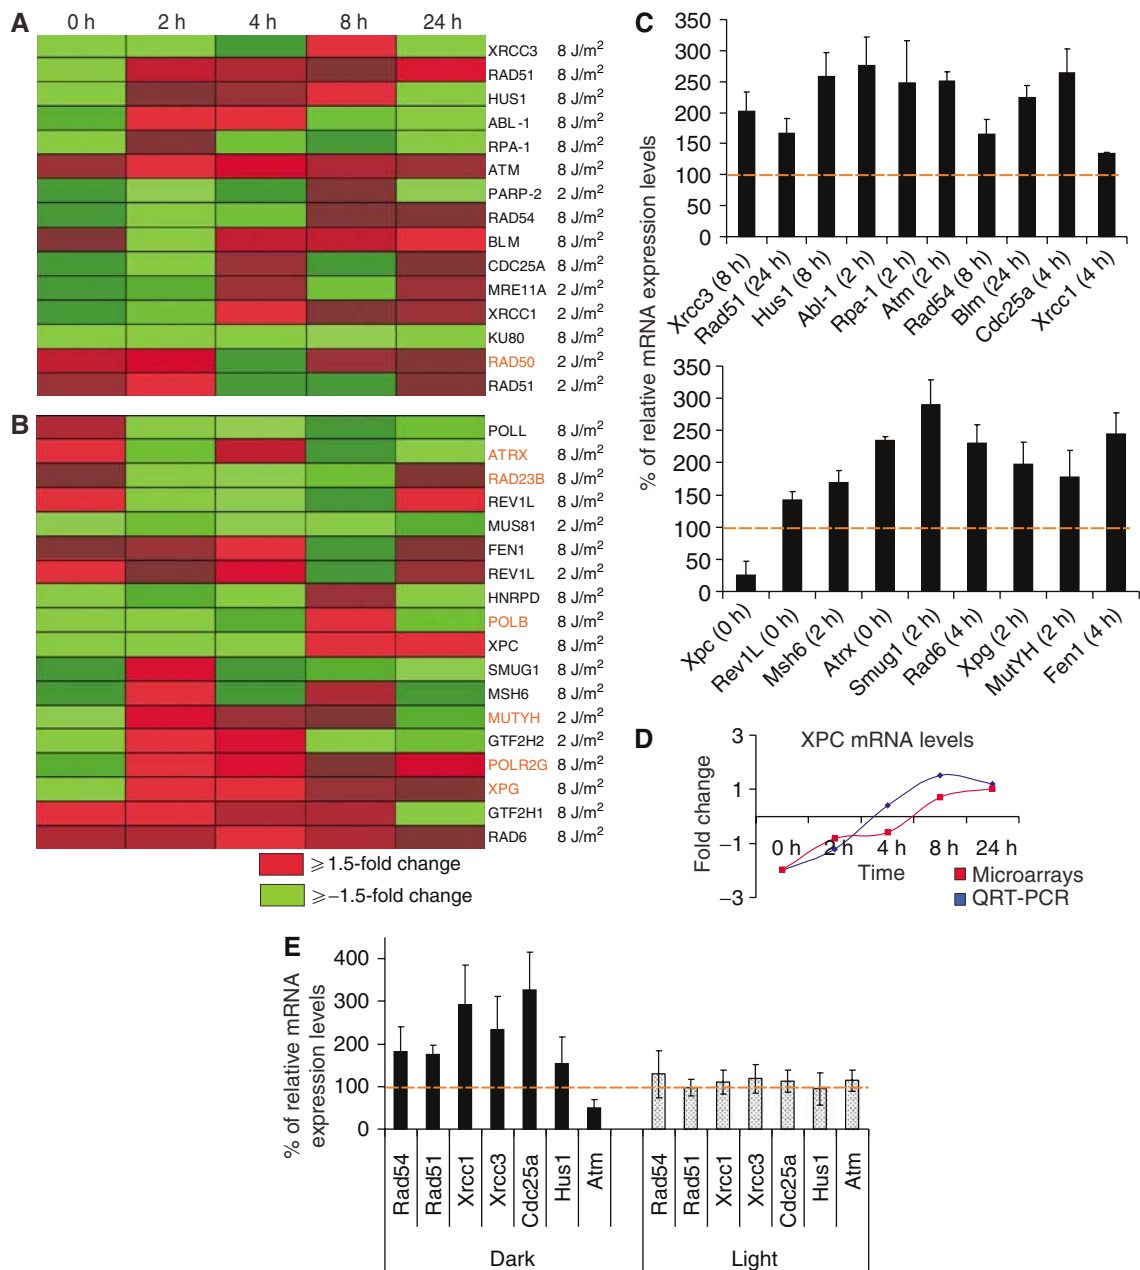 A
0 h 2 h 4 h 8 h 24 h
XRCC3 8 J/m²
RAD51 8 J/m²
HUS1 8 J/m²
ABL-1 8 J/m²
RPA-1 8 J/m²
ATM 8 J/m²
PARP-2 2 J/m²
RAD54 8 J/m²
BLM 8 J/m²
CDC25A 8 J/m²
MRE11A 2 J/m²
XRCC1 2 J/m²
KU80 8 J/m²
RAD50 2 J/m²
RAD51 2 J/m²
B
POLL 8 J/m²
ATRX 8 J/m²
RAD23B 8 J/m²
REV1L 8 J/m²
MUS81 2 J/m²
FEN1 8 J/m²
REV1L 2 J/m²
HNRPD 8 J/m²
POLB 8 J/m²
XPC 8 J/m²
SMUG1 8 J/m²
MSH6 8 J/m²
MUTYH 2 J/m²
GTF2H2 2 J/m²
POLR2G 8 J/m²
XPG 8 J/m²
GTF2H1 8 J/m²
RAD6 8 J/m²
⩾1.5-fold change
⩾−1.5-fold change
C
% of relative mRNA expression levels
350
300
250
200
150
100
50
0
Xrcc3 (8 h)
Rad51 (24 h)
Hus1 (8 h)
Abl-1 (2 h)
Rpa-1 (2 h)
Atm (2 h)
Rad54 (8 h)
Blm (24 h)
Cdc25a (4 h)
Xrcc1 (4 h)
350
300
250
200
150
100
50
0
Xpc (0 h)
Rev1L (0 h)
Msh6 (2 h)
Atrx (0 h)
Smug1 (2 h)
Rad6 (4 h)
Xpg (2 h)
MutYH (2 h)
Fen1 (4 h)
D
XPC mRNA levels
Fold change
3
1
−1
−3
0 h 2 h 4 h 8 h 24 h
Time
Microarrays
QRT-PCR
E
% of relative mRNA
expression levels
400
300
200
100
0
Rad54
Rad51
Xrcc1
Xrcc3
Cdc25a
Hus1
Atm
Rad54
Rad51
Xrcc1
Xrcc3
Cdc25a
Hus1
Atm
Dark Light